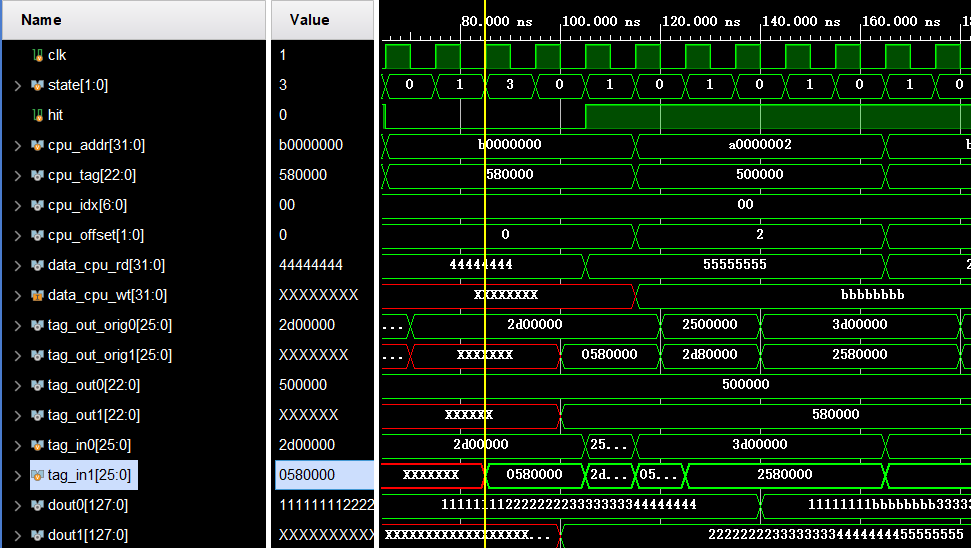 Name Value 80.000 ns 100.000 ns 120.000 ns 140.000 ns 160.000 ns
clk 1
state[1:0] 3 0 1 3 0 1 0 1 0 1 0 1 0
hit 0
cpu_addr[31:0] b0000000 b0000000 a0000002
cpu_tag[22:0] 580000 580000 500000
cpu_idx[6:0] 00 00
cpu_offset[1:0] 0 0 2
data_cpu_rd[31:0] 44444444 44444444 55555555
data_cpu_wt[31:0] XXXXXXXX XXXXXXXX bbbbbbbb
tag_out_orig0[25:0] 2d00000 ... 2d00000 2500000 3d00000
tag_out_orig1[25:0] XXXXXXX ... XXXXXXX 0580000 2d80000 2580000
tag_out0[22:0] 500000 500000
tag_out1[22:0] XXXXXX XXXXXX 580000
tag_in0[25:0] 2d00000 2d00000 25... 3d00000
tag_in1[25:0] 0580000 XXXXXXX 0580000 2d... 05... 2580000
dout0[127:0] 1111111122222 11111111222222223333333344444444 11111111bbbbbbbb33333
dout1[127:0] XXXXXXXXXXX XXXXXXXXXXXXXXXXXX... 22222222333333334444444455555555